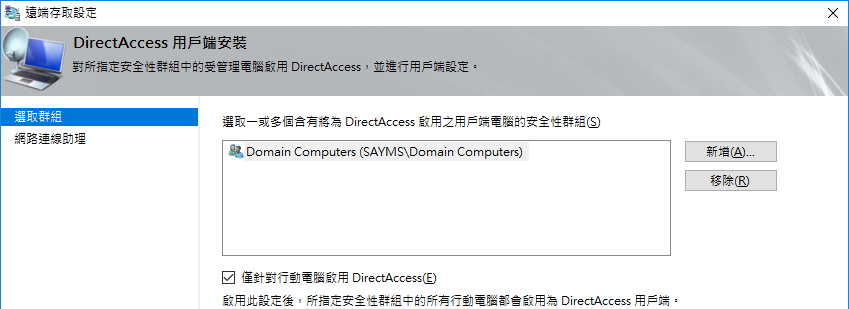 遠端存取設定
DirectAccess 用戶端安裝
對所指定安全性群組中的受管理電腦啟用 DirectAccess，並進行用戶端設定。
選取群組
網路連線助理
選取一或多個含有將為 DirectAccess 啟用之用戶端電腦的安全性群組(S)
Domain Computers (SAYMS\Domain Computers)
新增(A)...
移除(R)
僅針對行動電腦啟用 DirectAccess(E)
啟用此設定後，所指定安全性群組中的所有行動電腦都會啟用為 DirectAccess 用戶端。